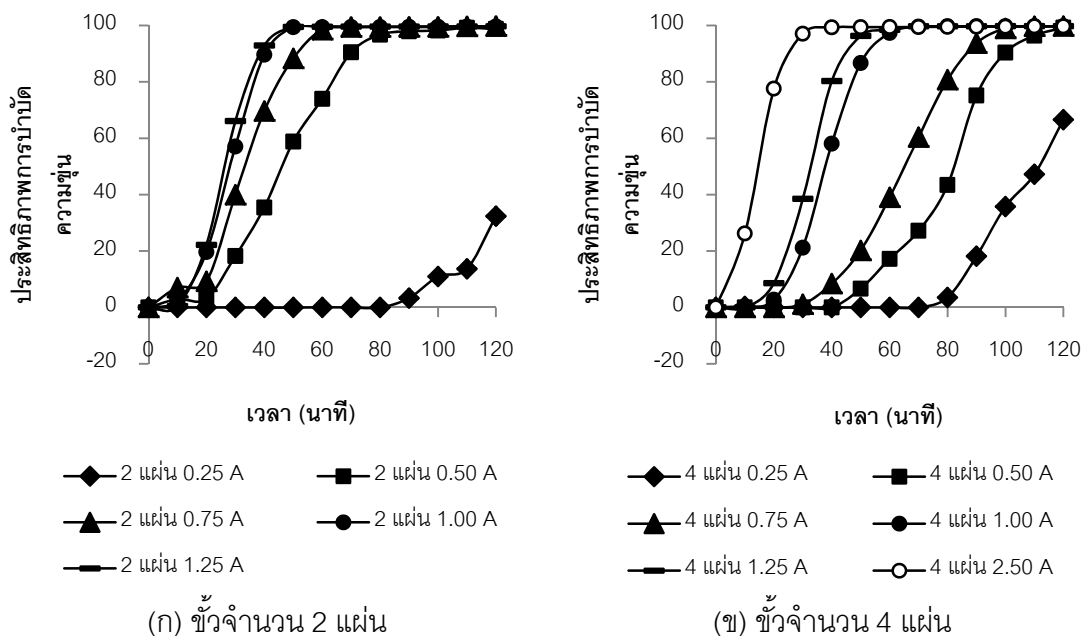 ประสิทธิภาพการบำบัด
ความขุ่น
100
80
60
40
20
0
-20
0 20 40 60 80 100 120
เวลา (นาที)
2 แผ่น 0.25 A
2 แผ่น 0.50 A
2 แผ่น 0.75 A
2 แผ่น 1.00 A
2 แผ่น 1.25 A
(ก) ขั้วจำนวน 2 แผ่น
ประสิทธิภาพการบำบัด
ความขุ่น
100
80
60
40
20
0
-20
0 20 40 60 80 100 120
เวลา (นาที)
4 แผ่น 0.25 A
4 แผ่น 0.50 A
4 แผ่น 0.75 A
4 แผ่น 1.00 A
4 แผ่น 1.25 A
4 แผ่น 2.50 A
(ข) ขั้วจำนวน 4 แผ่น